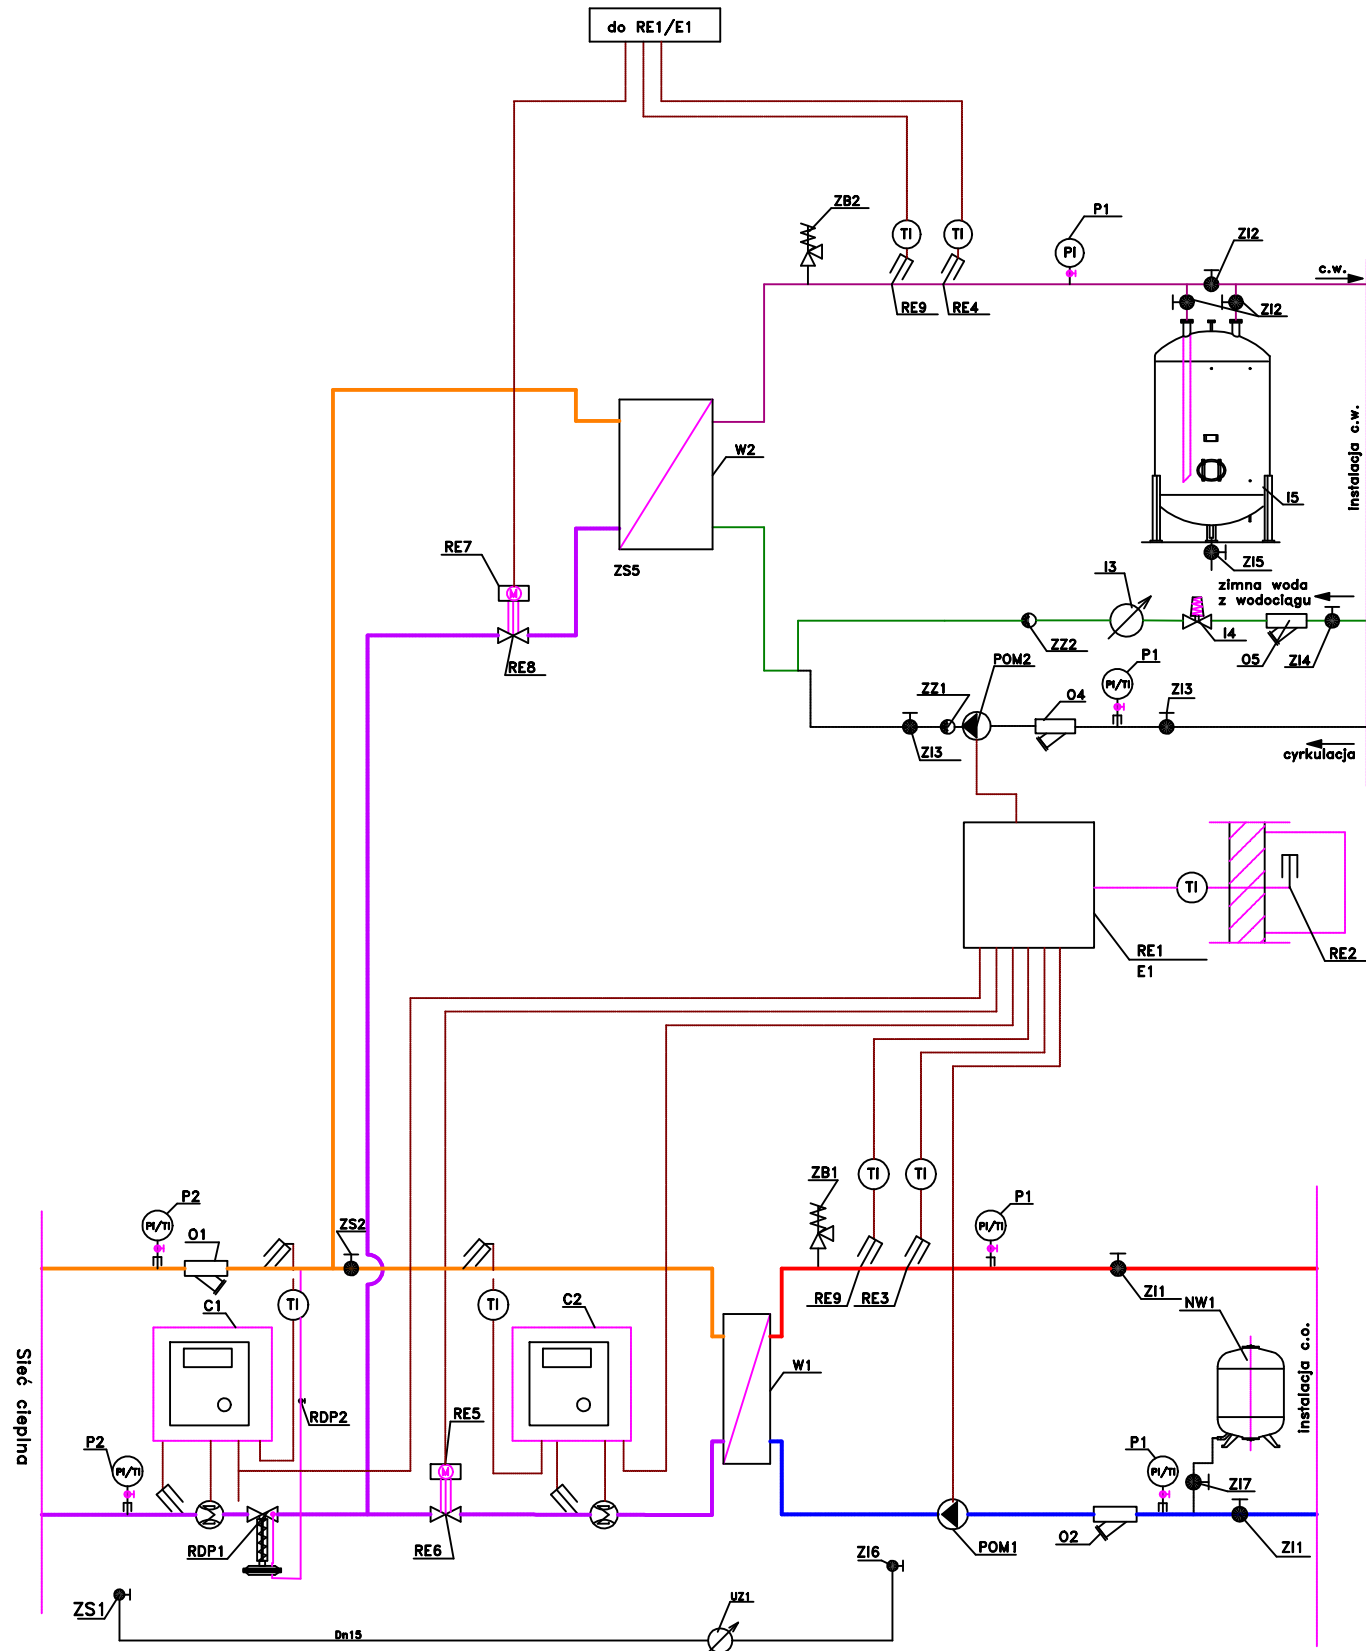 do RE1/E1
ZB2
P1
ZI2
TI
TI
PI
c.w.
RE9
RE4
ZI2
instalacja c.w.
W2
I5
RE7
ZS5
I3
ZI5
zimna woda
z wodociągu
M
RE8
ZZ2
I4
O5
ZI4
POM2
P1
ZZ1
O4
PI/TI
ZI3
ZI3
cyrkulacja
TI
RE1
E1
RE2
ZB1
TI
TI
P2
P1
PI/TI
O1
ZS2
PI/TI
C1
TI
TI
C2
RE9
RE3
ZI1
NW1
Sieć cieplna
W1
instalacja c.o.
RDP2
RE5
P2
P1
PI/TI
M
PI/TI
ZI7
RDP1
RE6
ZI6
POM1
O2
ZI1
ZS1
UZ1
Dn15